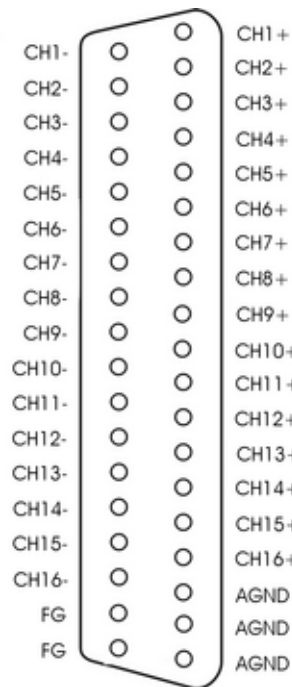 CH1+
CH1-
CH2+
CH2-
CH3+
CH3-
CH4+
CH4-
CH5+
CH5-
CH6+
CH6-
CH7+
CH7-
CH8+
CH8-
CH9+
CH9-
CH10+
CH10-
CH11+
CH11-
CH12+
CH12-
CH13+
CH13-
CH14+
CH14-
CH15+
CH15-
CH16+
CH16-
AGND
FG
AGND
FG
AGND